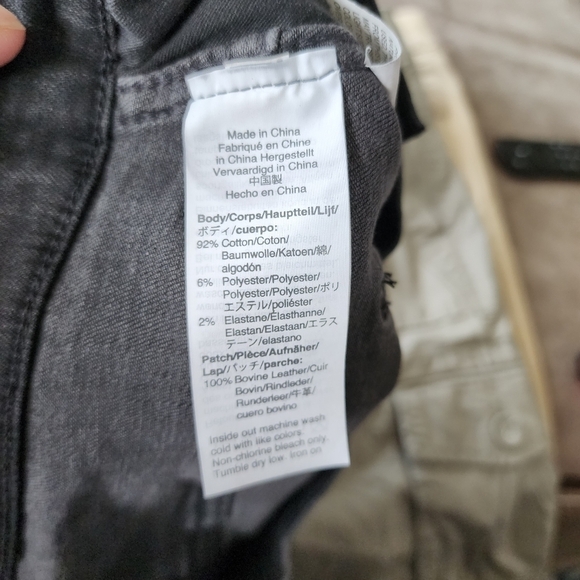 Made in China
Fabriqué en Chine
in China Hergestellt
Vervaardigd in China
中国製
Hecho en China
Body/Corps/Hauptteil/Lijf/
ボディ/cuerpo:
92% Cotton/Coton/
Baumwolle/Katoen/綿/
algodón
6% Polyester/Polyester/
Polyester/Polyester/ポリ
エステル/poliéster
2% Elastane/Élasthanne/
Elastan/Elastaan/エラス
テーン/elastano
Patch/Pièce/Aufnäher/
Lap/パッチ/parche:
100% Bovine Leather/Cuir
Bovin/Rindleder/
Runderleer/牛革/
cuero bovino
Inside out machine wash
cold with like colors.
Non-chlorine bleach only.
Tumble dry low. Iron on